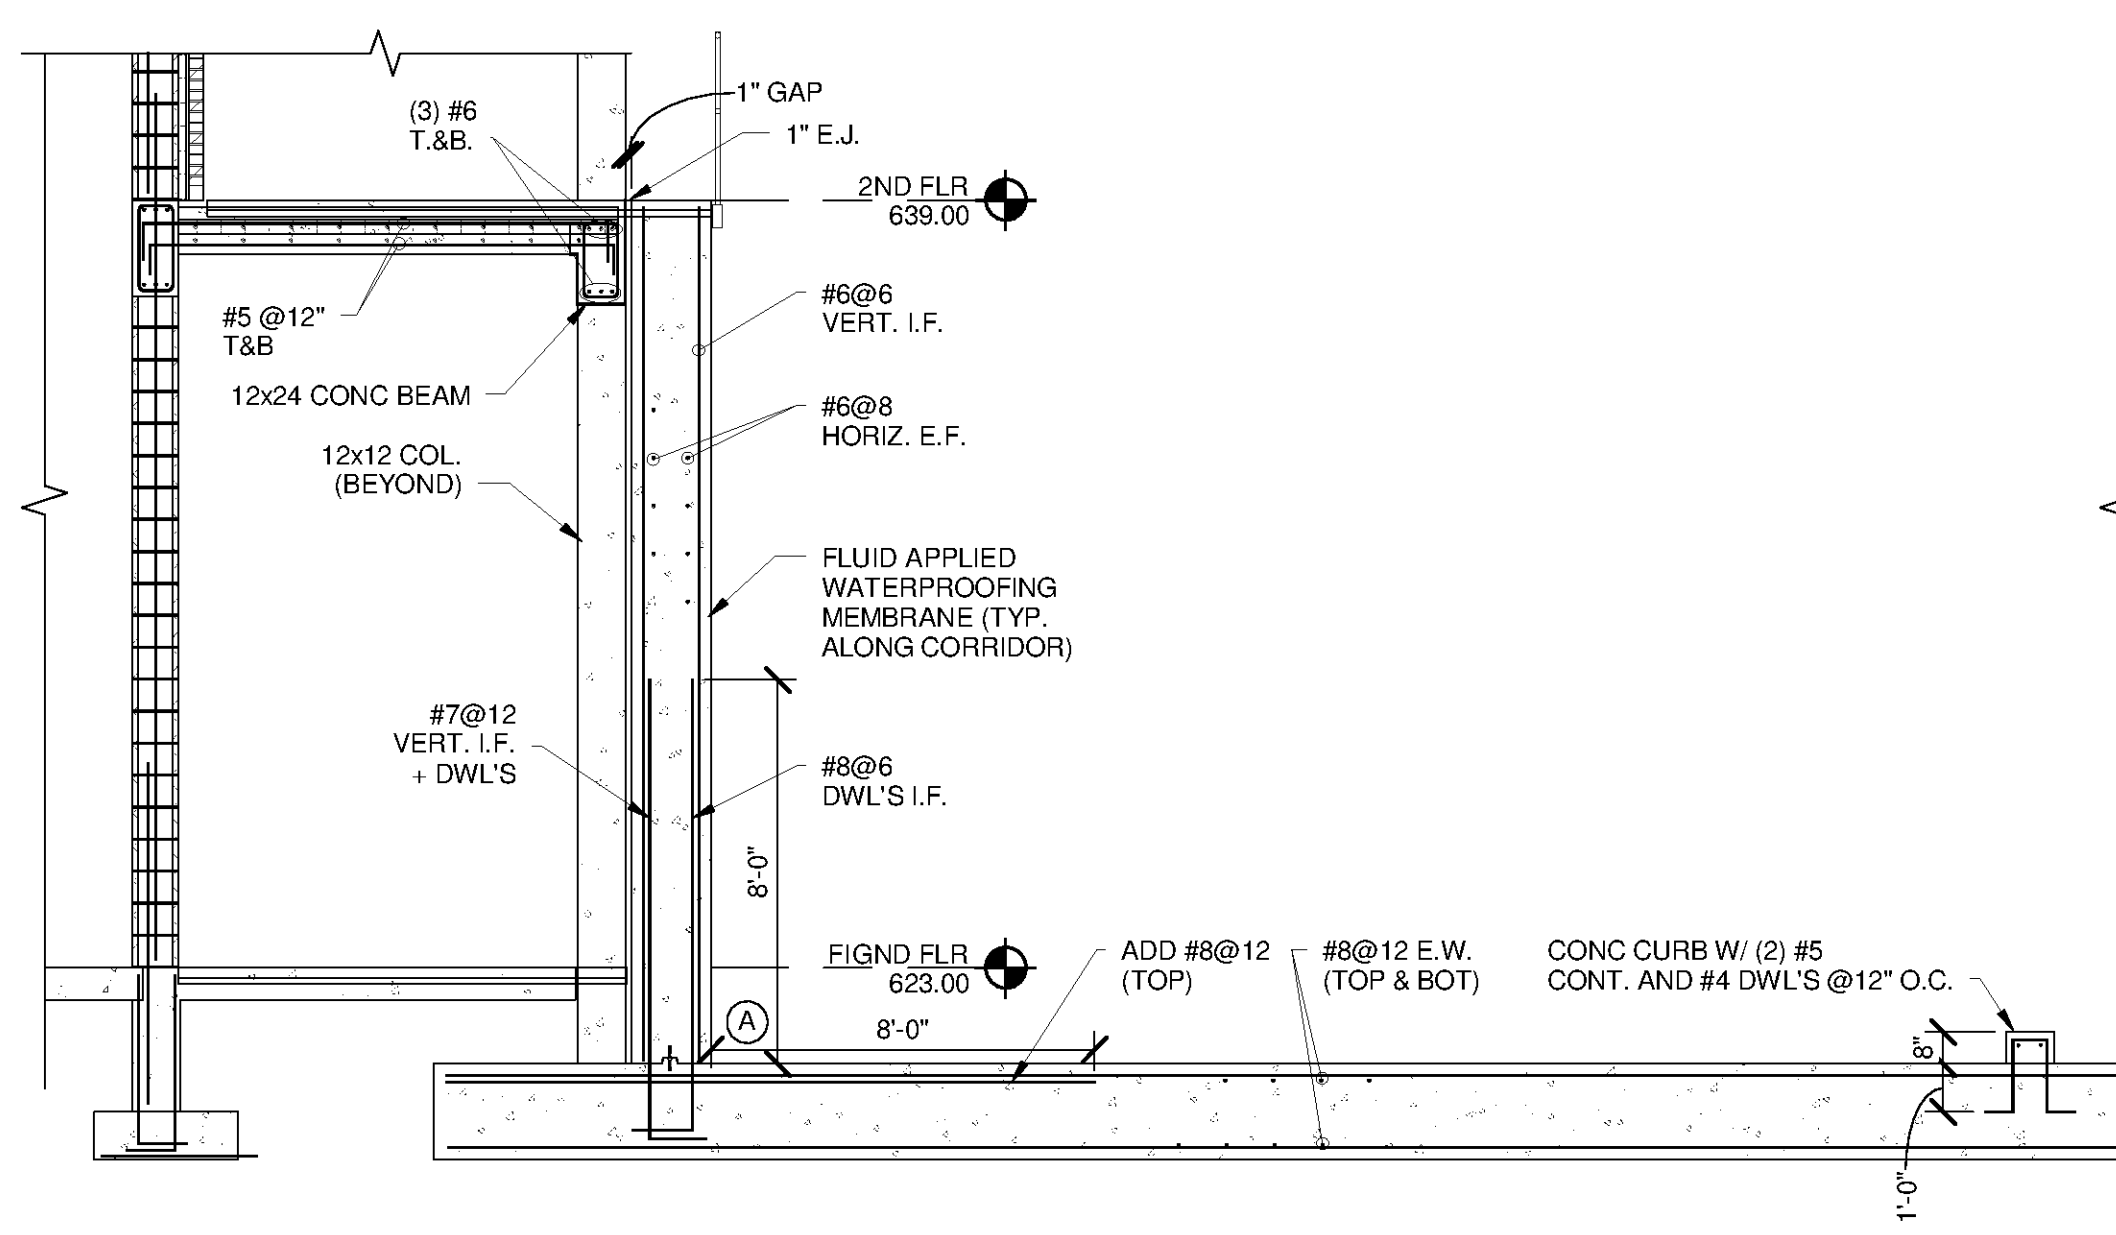 1" GAP
(3) #6
T.&B.
1" E.J.
2ND FLR
639.00
#6@6
VERT. I.F.
#5 @12"
T&B
12x24 CONC BEAM
#6@8
HORIZ. E.F.
12x12 COL.
(BEYOND)
FLUID APPLIED
WATERPROOFING
MEMBRANE (TYP.
ALONG CORRIDOR)
#7@12
VERT. I.F.
+ DWL'S
#8@6
DWL'S I.F.
8'-0"
FIGND FLR
623.00
ADD #8@12
(TOP)
#8@12 E.W.
(TOP & BOT)
CONC CURB W/ (2) #5
CONT. AND #4 DWL'S @12" O.C.
A
8'-0"
8"
1'-0"